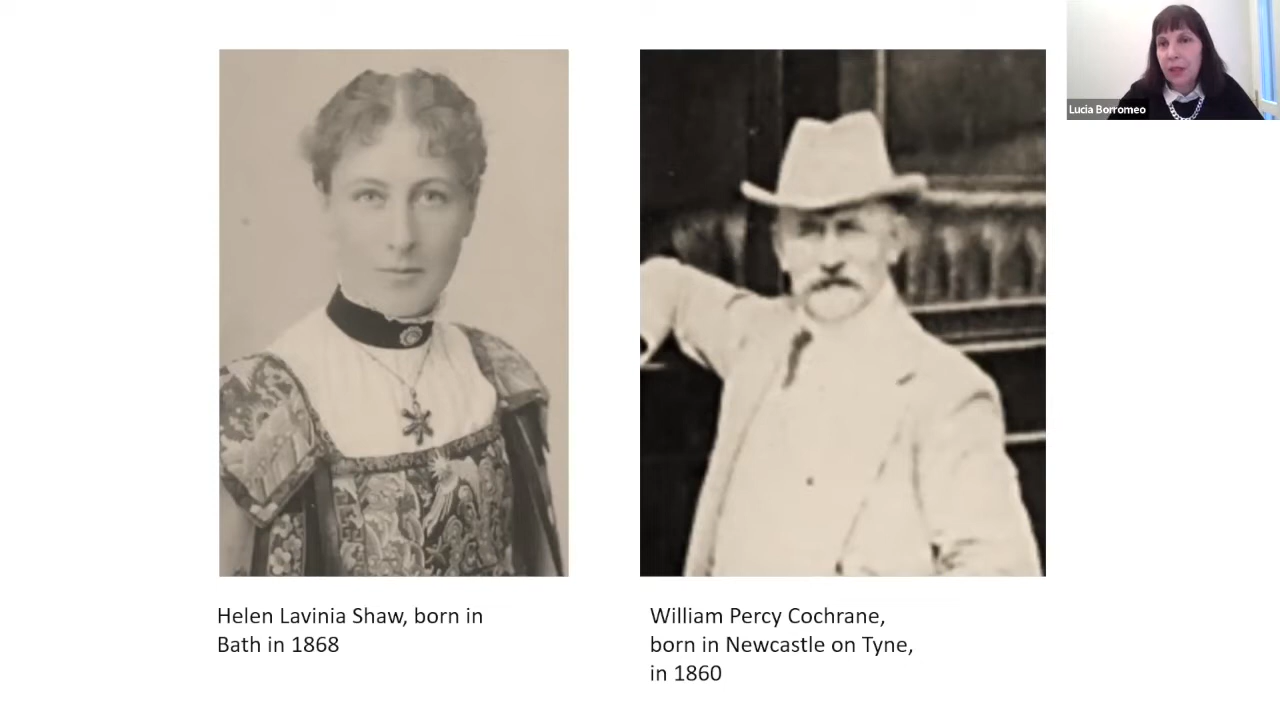 Lucia Borromeo
Helen Lavinia Shaw, born in
Bath in 1868
William Percy Cochrane,
born in Newcastle on Tyne,
in 1860